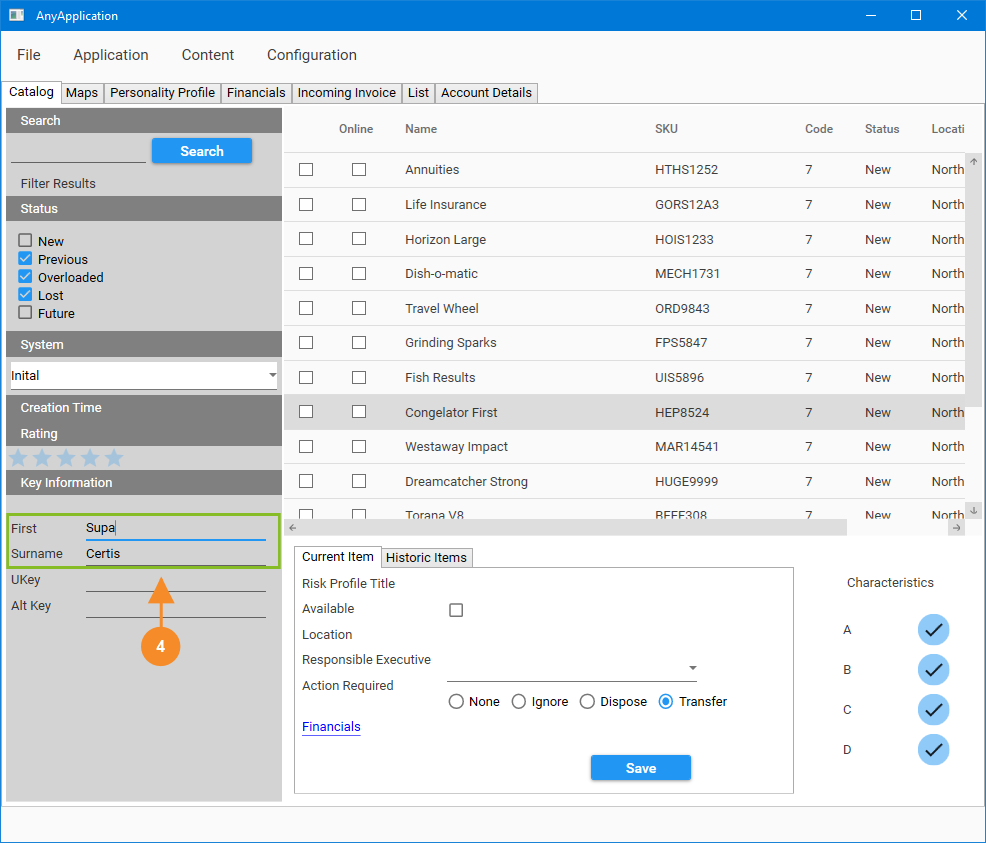 AnyApplication
File Application Content Configuration
Catalog Maps Personality Profile Financials Incoming Invoice List Account Details
Search
Search
Filter Results
Status
New
Previous
Overloaded
Lost
Future
System
Inital
Creation Time
Rating
Key Information
First Supa
Surname Certis
UKey
Alt Key
4
Online Name SKU Code Status Locati
Annuities HTHS1252 7 New North
Life Insurance GORS12A3 7 New North
Horizon Large HOIS1233 7 New North
Dish-o-matic MECH1731 7 New North
Travel Wheel ORD9843 7 New North
Grinding Sparks FPS5847 7 New North
Fish Results UIS5896 7 New North
Congelator First HEP8524 7 New North
Westaway Impact MAR14541 7 New North
Dreamcatcher Strong HUGE9999 7 New North
Torana V8 BFFF308 7 New North
Current Item Historic Items
Risk Profile Title
Available
Location
Responsible Executive
Action Required
None Ignore Dispose Transfer
Financials
Save
Characteristics
A
B
C
D